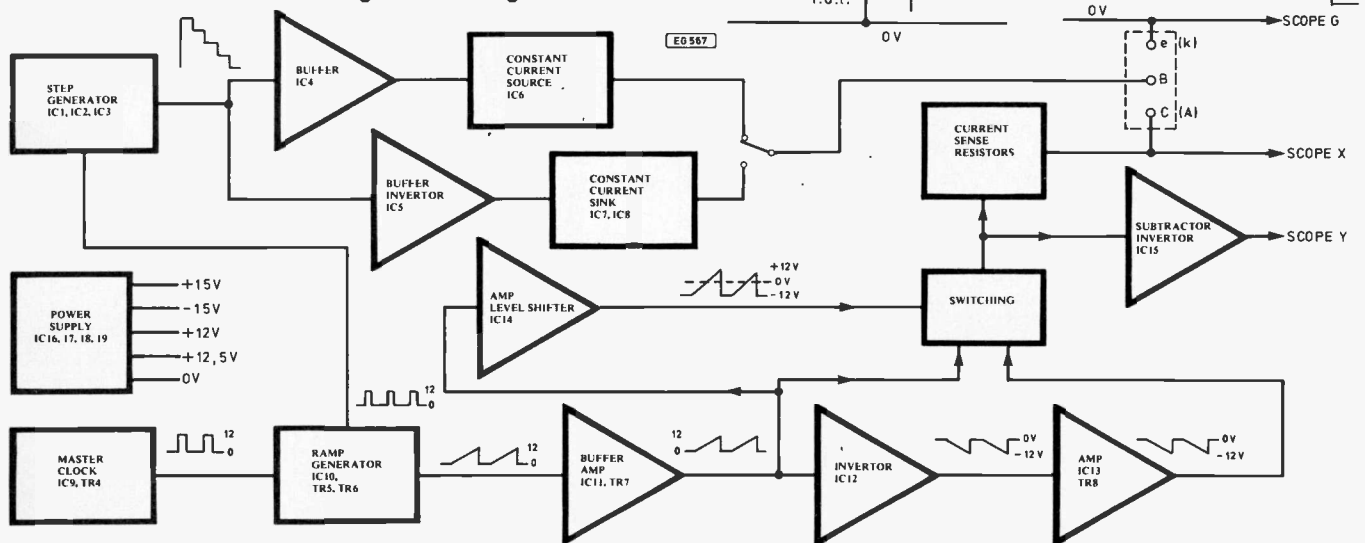 0V
EG567
0V
SCOPE G
e (k)
B
C (A)
STEP
GENERATOR
IC1, IC2, IC3
BUFFER
IC4
CONSTANT
CURRENT
SOURCE
IC6
CURRENT
SENSE
RESISTORS
SCOPE X
BUFFER
INVERTOR
IC5
CONSTANT
CURRENT
SINK
IC7, IC8
SUBTRACTOR
INVERTOR
IC15
SCOPE Y
POWER
SUPPLY
IC16, 17, 18, 19
+15V
-15V
+12V
+12,5V
0V
AMP
LEVEL SHIFTER
IC14
+12V
0V
-12V
SWITCHING
MASTER
CLOCK
IC9, TR4
12
0
12
0
RAMP
GENERATOR
IC10,
TR5, TR6
12
0
BUFFER
AMP
IC11, TR7
12
0
INVERTOR
IC12
0V
-12V
AMP
IC13
TR8
0V
-12V